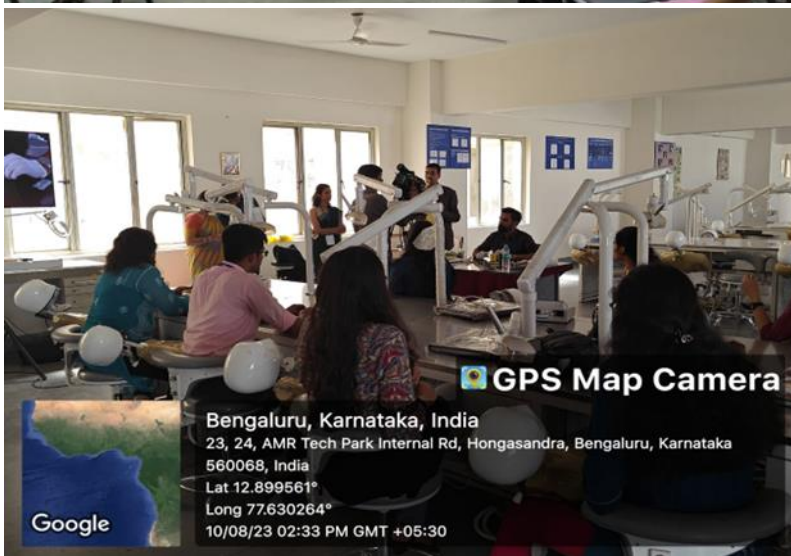 GPS Map Camera
Bengaluru, Karnataka, India
23, 24, AMR Tech Park Internal Rd, Hongasandra, Bengaluru, Karnataka
560068, India
Lat 12.899561°
Long 77.630264°
10/08/23 02:33 PM GMT +05:30
Google